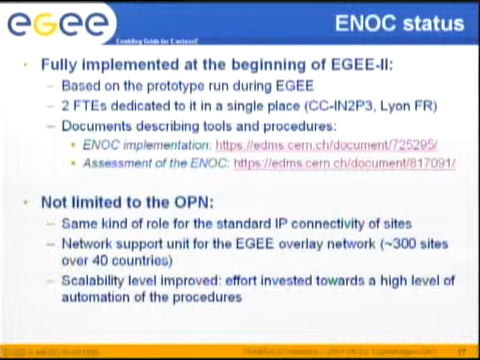 eGee
Enabling Grids for E-sciencE
ENOC status
• Fully implemented at the beginning of EGEE-II:
– Based on the prototype run during EGEE
– 2 FTEs dedicated to it in a single place (CC-IN2P3, Lyon FR)
– Documents describing tools and procedures:
• ENOC implementation: https://edms.cern.ch/document/725295/
• Assessment of the ENOC: https://edms.cern.ch/document/817091/
• Not limited to the OPN:
– Same kind of role for the standard IP connectivity of sites
– Network support unit for the EGEE overlay network (~300 sites
over 40 countries)
– Scalability level improved: effort invested towards a high level of
automation of the procedures
17